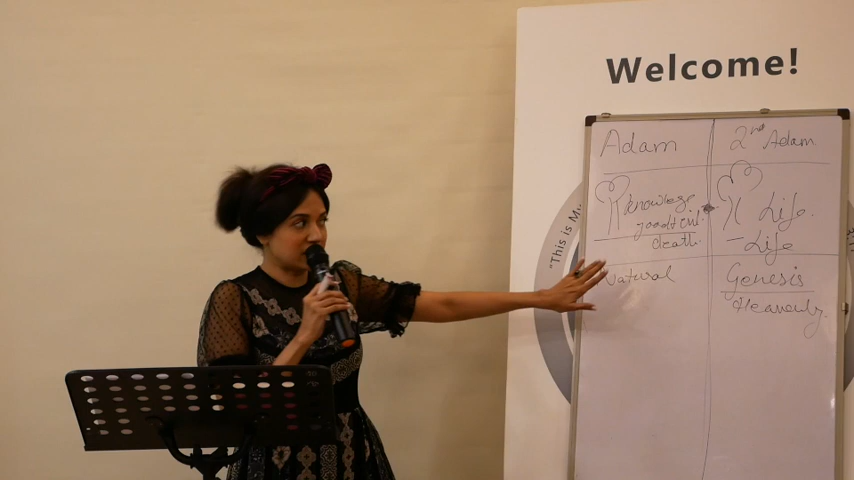 Welcome!
Adam
2nd Adam
knowledge
good & evil
death.
Life.
- Life
Natural
Genesis
Heavenly.
"This is My